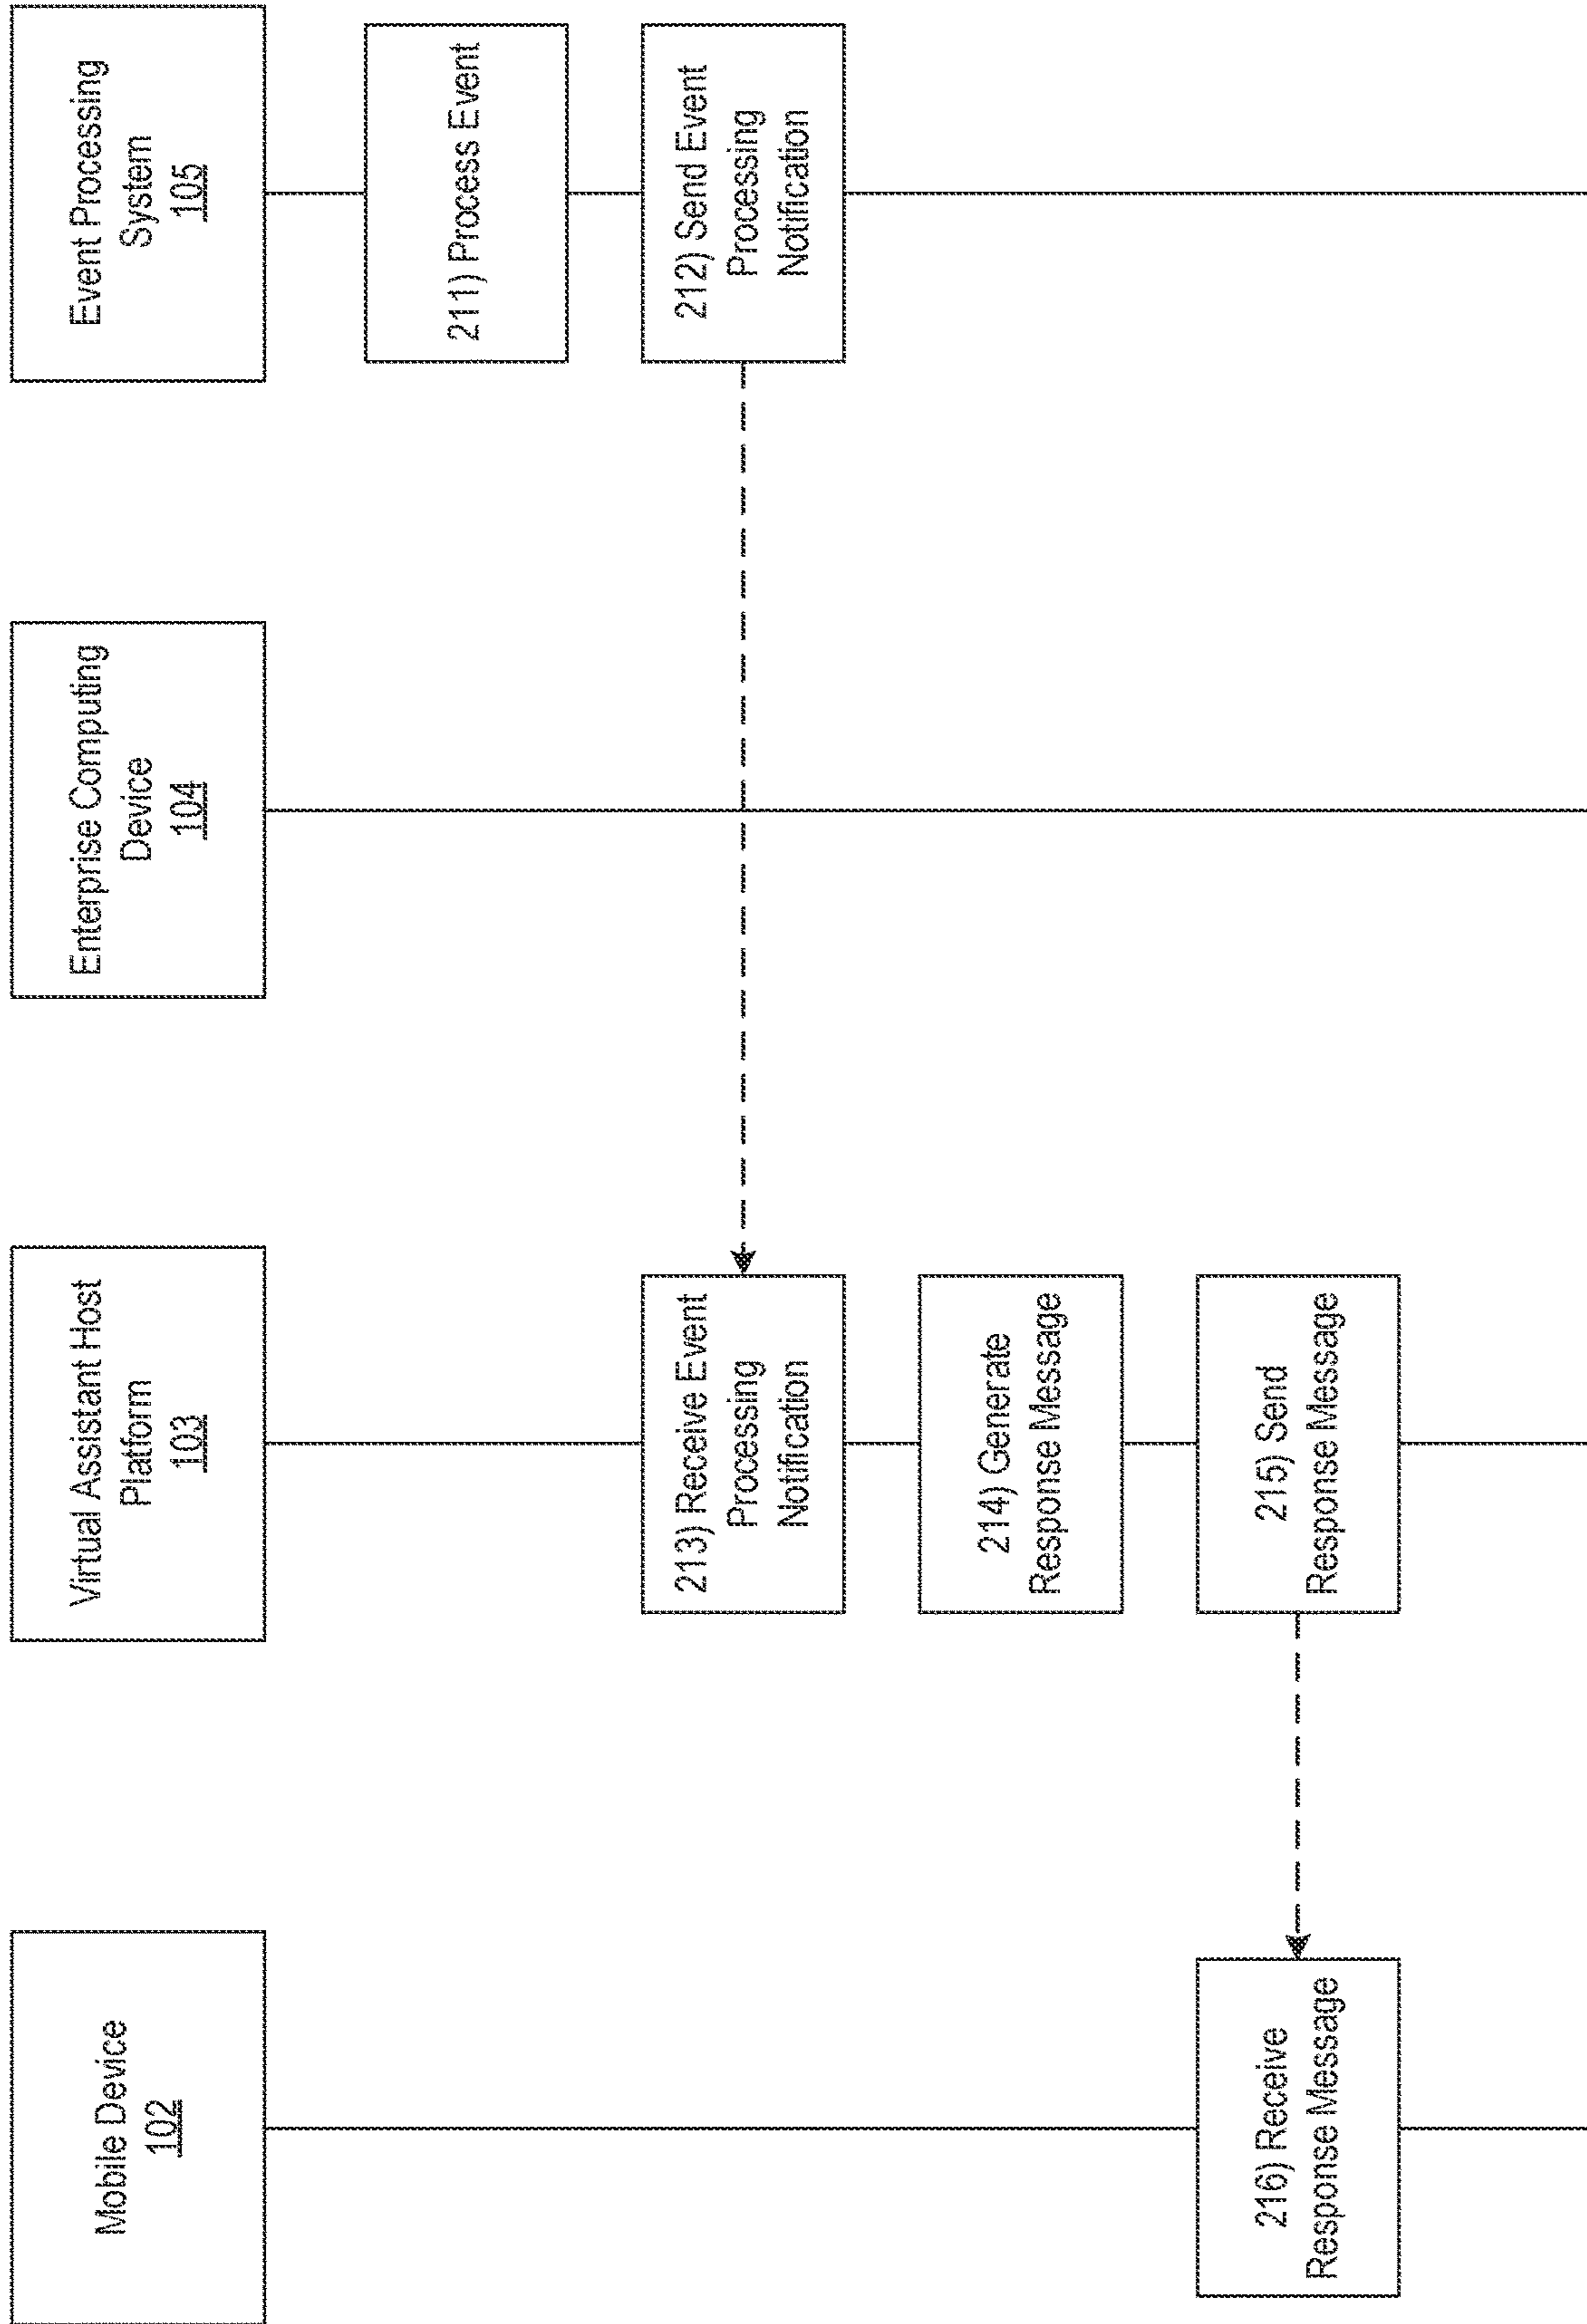 Mobile Device
102
Virtual Assistant Host
Platform
103
Enterprise Computing
Device
104
Event Processing
System
105
211) Process Event
212) Send Event
Processing
Notification
213) Receive Event
Processing
Notification
214) Generate
Response Message
215) Send
Response Message
216) Receive
Response Message